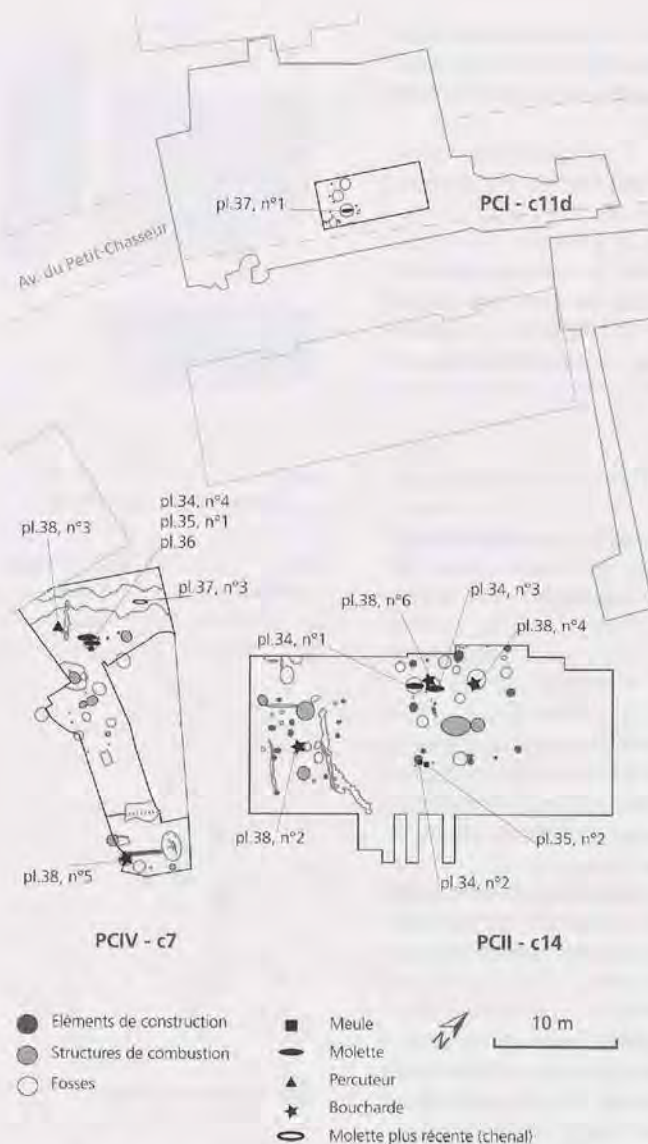 pl.37, n°1
PCI - c11d
Av. du Petit-Chasseur
pl.34, n°4
pl.35, n°1
pl.36
pl.38, n°3
pl.37, n°3
pl.38, n°6
pl.34, n°3
pl.34, n°1
pl.38, n°4
pl.38, n°2
pl.35, n°2
pl.34, n°2
pl.38, n°5
PCIV - c7
PCII - c14
Eléments de construction
Structures de combustion
Fosses
Meule
Molette
Percuteur
Boucharde
Molette plus récente (chenal)
N
10 m